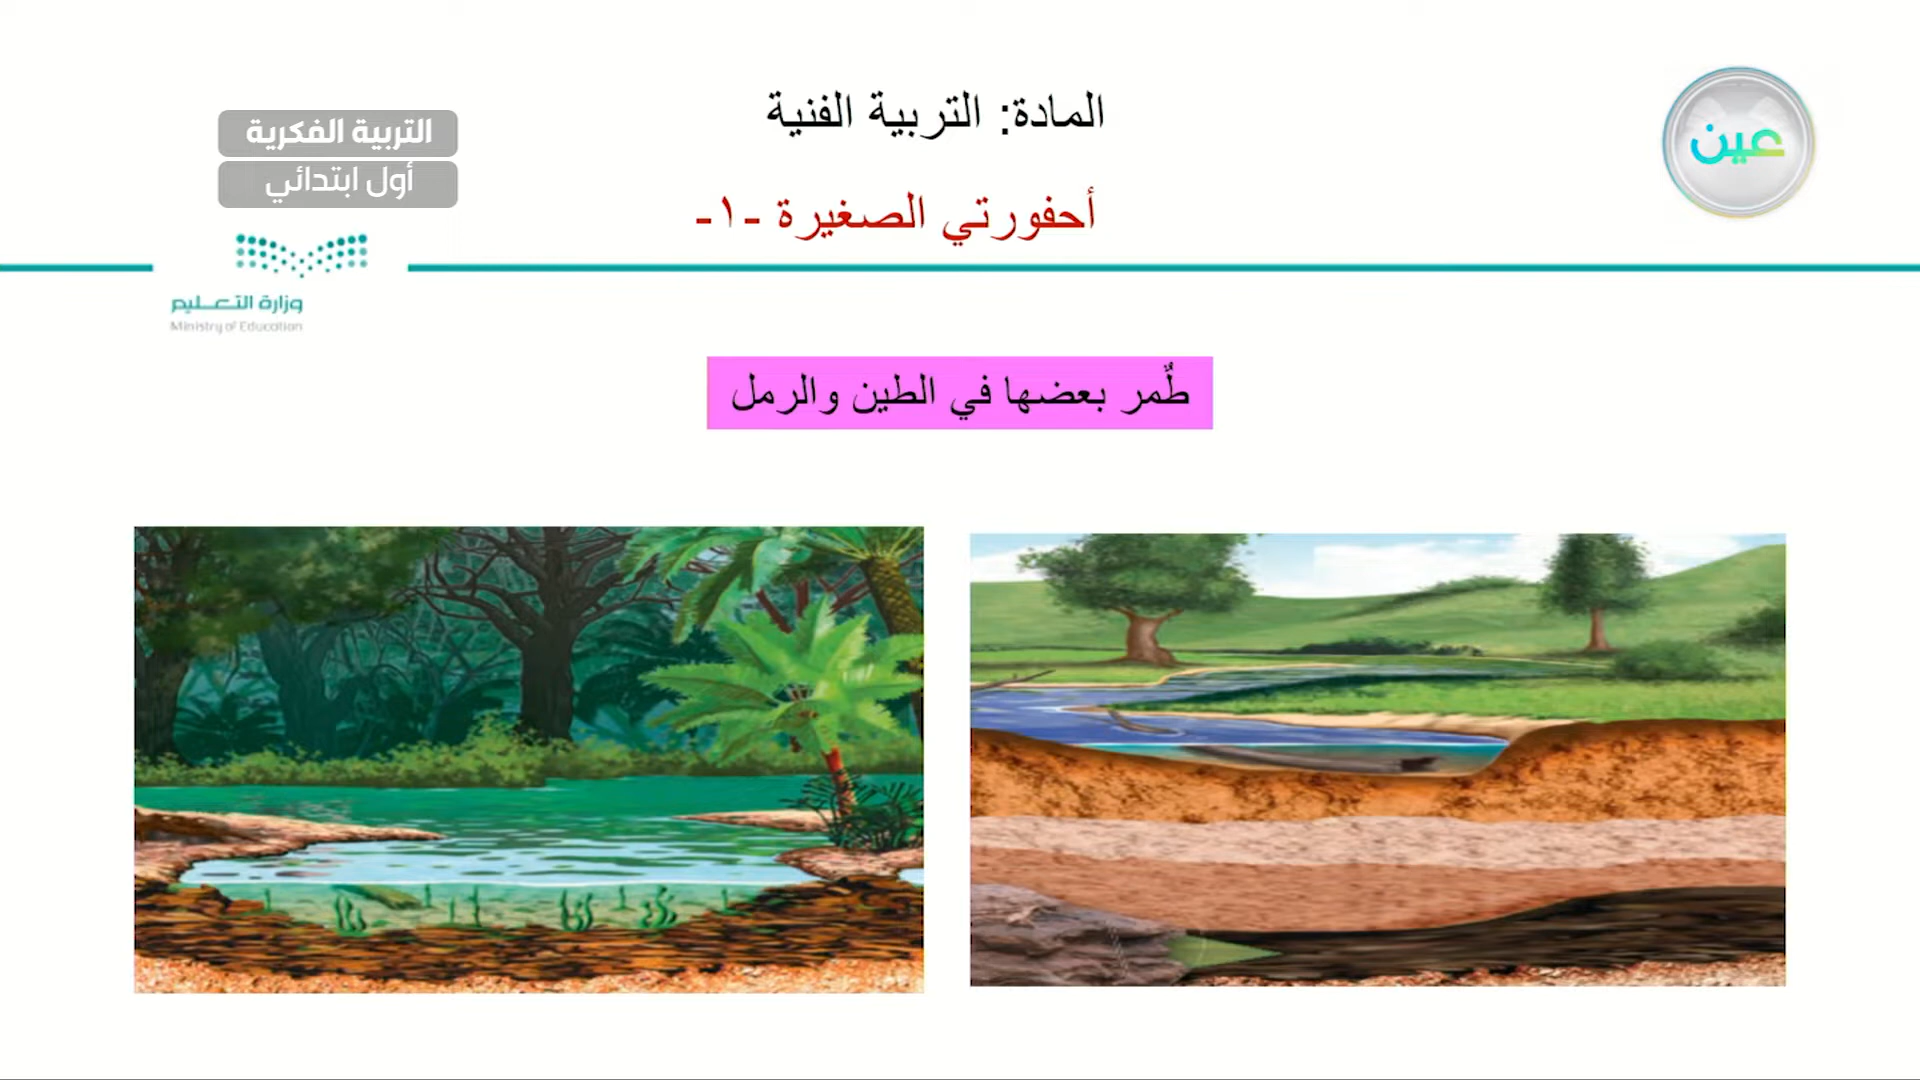 المادة: التربية الفنية
عين
التربية الفكرية
أول ابتدائي
أحفورتي الصغيرة -١-
وزارة التعليم
Ministry of Education
طٌمر بعضها في الطين والرمل